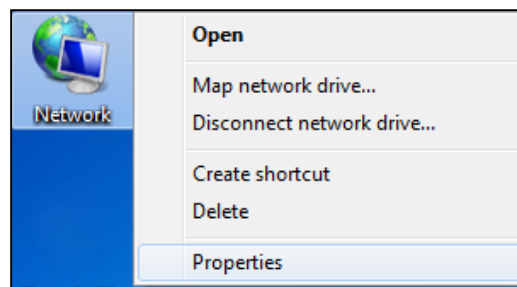 Open
Map network drive...
Network
Disconnect network drive...
Create shortcut
Delete
Properties